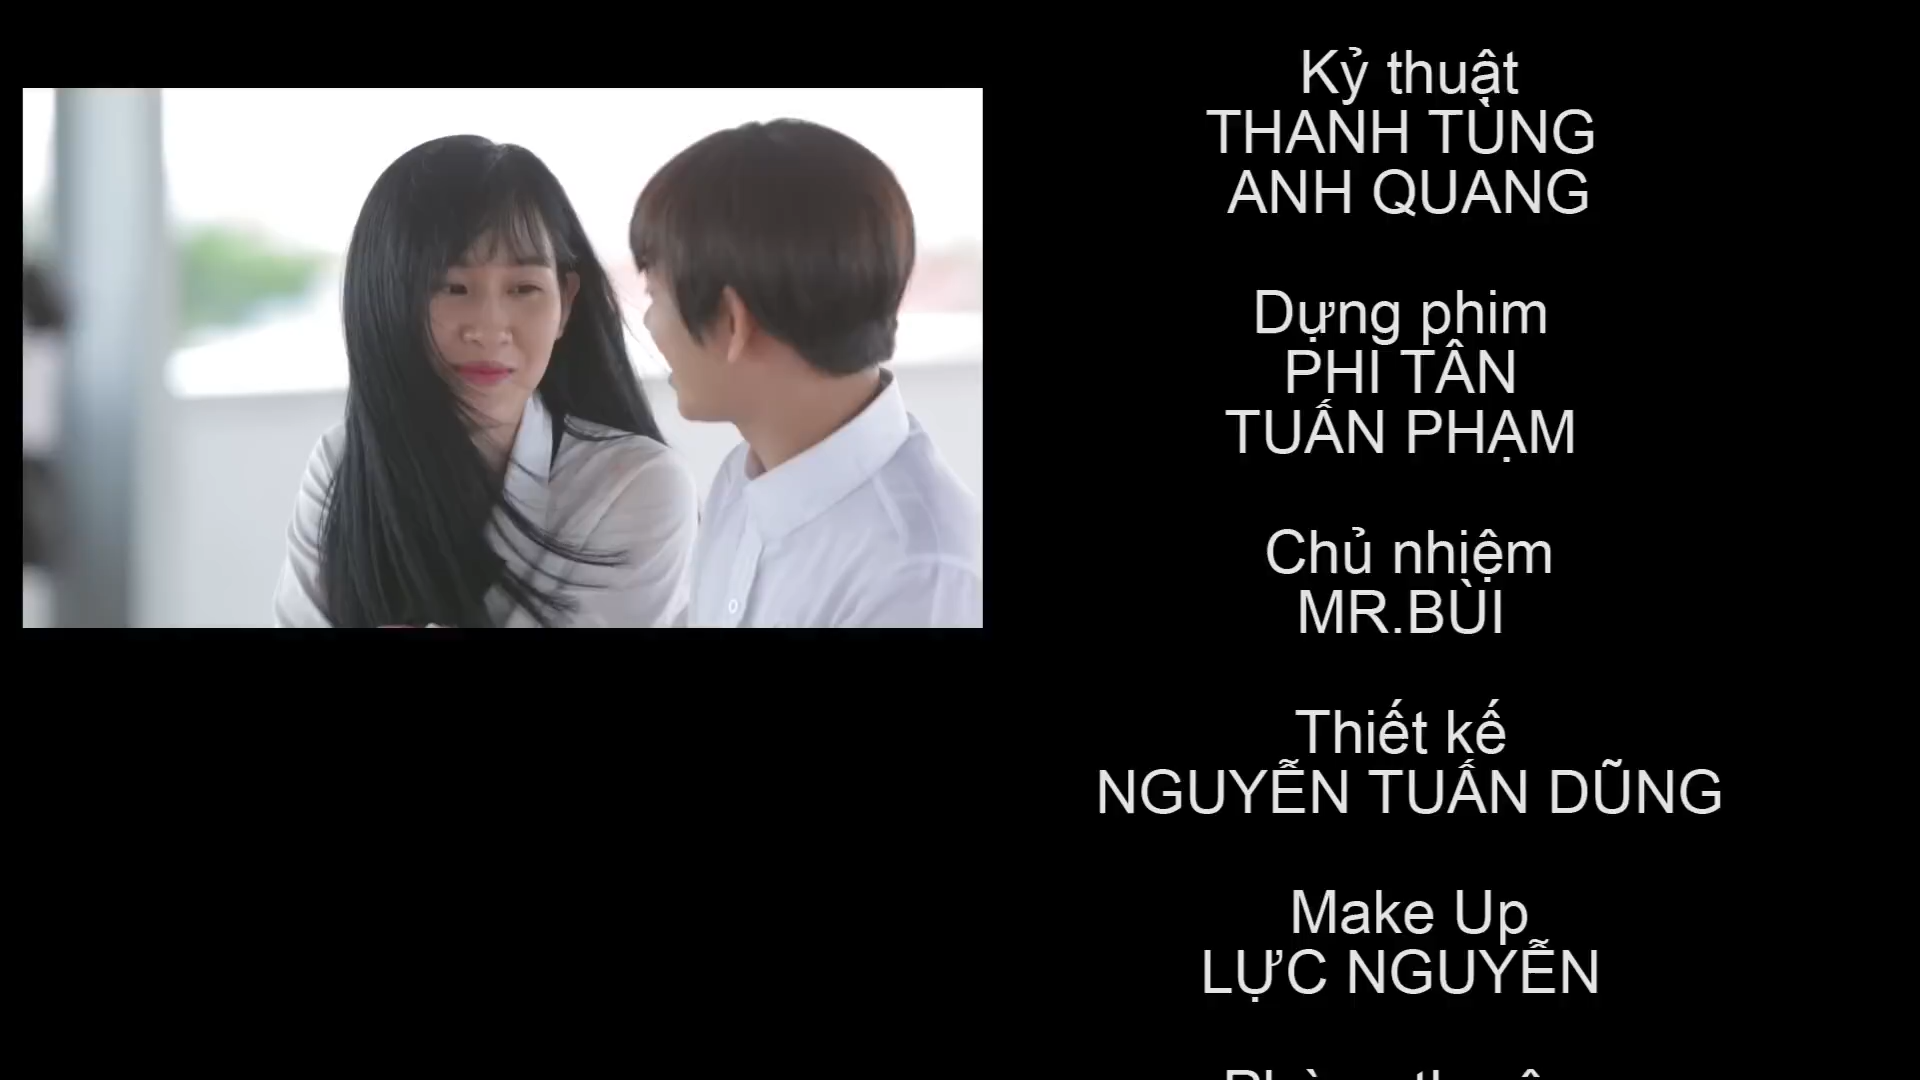 Kỷ thuật
THANH TÙNG
ANH QUANG
Dựng phim
PHI TÂN
TUẤN PHẠM
Chủ nhiệm
MR.BÙI
Thiết kế
NGUYỄN TUẤN DŨNG
Make Up
LỰC NGUYỄN